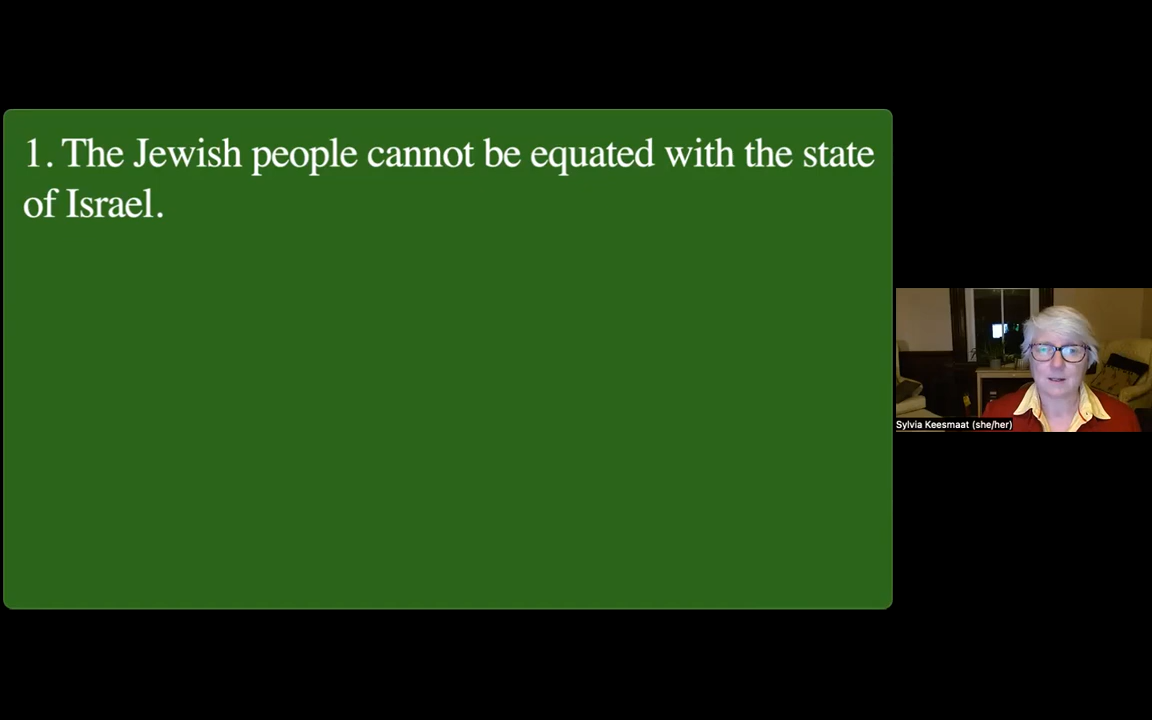 1. The Jewish people cannot be equated with the state
of Israel.
Sylvia Keesmaat (she/her)